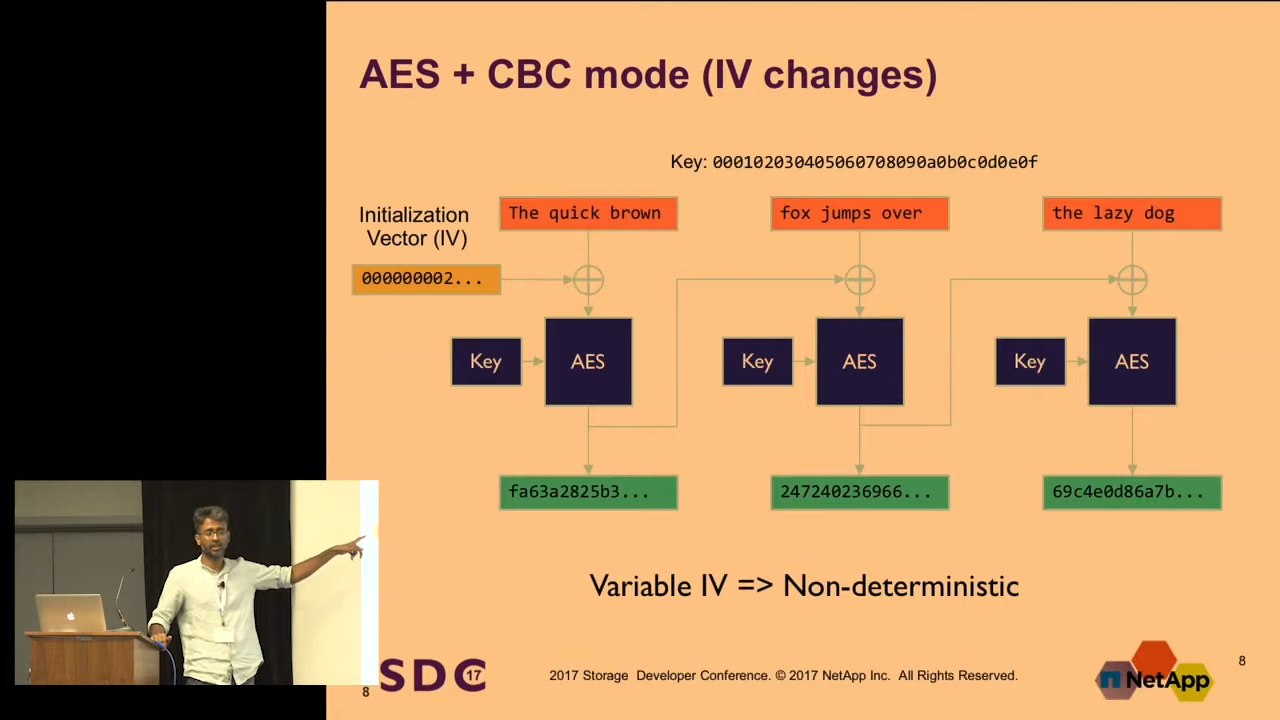 AES + CBC mode (IV changes)
Key: 000102030405060708090a0b0c0d0e0f
Initialization
Vector (IV)
The quick brown
fox jumps over
the lazy dog
000000002...
Key
AES
Key
AES
Key
AES
fa63a2825b3...
247240236966...
69c4e0d86a7b...
Variable IV => Non-deterministic
8
SDC 17
2017 Storage Developer Conference. © 2017 NetApp Inc. All Rights Reserved.
n NetApp
8